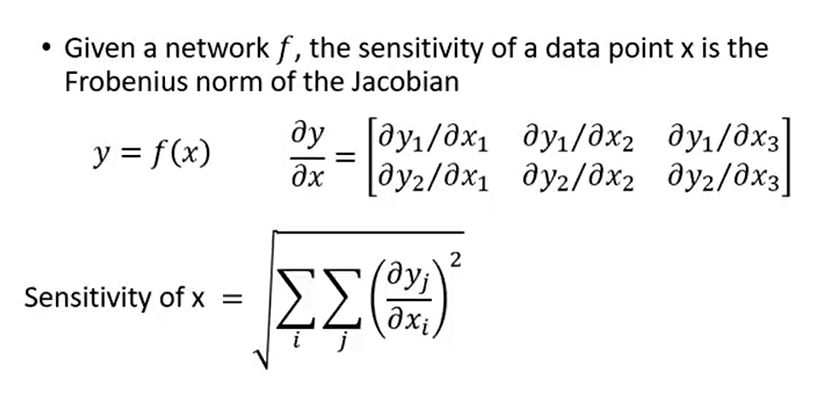 • Given a network f, the sensitivity of a data point x is the
Frobenius norm of the Jacobian
y = f(x) ∂y/∂x = [∂y₁/∂x₁ ∂y₁/∂x₂ ∂y₁/∂x₃
∂y₂/∂x₁ ∂y₂/∂x₂ ∂y₂/∂x₃]
Sensitivity of x = √(∑ᵢ ∑ⱼ (∂yⱼ/∂xᵢ)²)